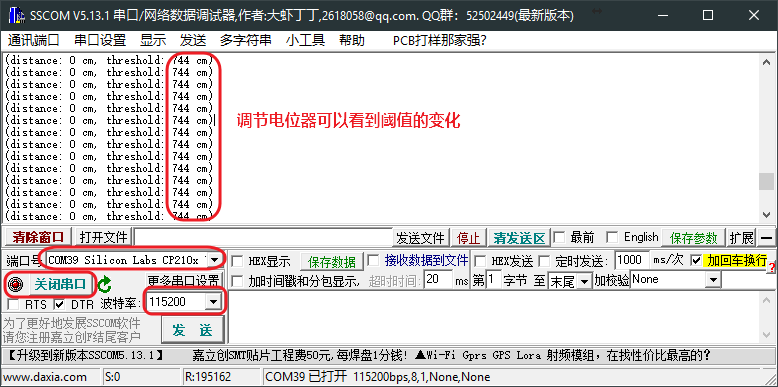 SSCOM V5.13.1 串口/网络数据调试器,作者:大虾丁丁,2618058@qq.com. QQ群: 52502449(最新版本)
通讯端口 串口设置 显示 发送 多字符串 小工具 帮助 PCB打样那家强?
(distance: 0 cm, threshold: 744 cm)
(distance: 0 cm, threshold: 744 cm)
(distance: 0 cm, threshold: 744 cm)
(distance: 0 cm, threshold: 744 cm)
(distance: 0 cm, threshold: 744 cm)
(distance: 0 cm, threshold: 744 cm)
(distance: 0 cm, threshold: 744 cm)
(distance: 0 cm, threshold: 744 cm)
(distance: 0 cm, threshold: 744 cm)
(distance: 0 cm, threshold: 744 cm)
(distance: 0 cm, threshold: 744 cm)
(distance: 0 cm, threshold: 744 cm)
(distance: 0 cm, threshold: 744 cm)
(distance: 0 cm, threshold: 744 cm)
调节电位器可以看到阈值的变化
清除窗口 打开文件 发送文件 停止 清发送区 最前 English 保存参数 扩展 —
端口号 COM39 Silicon Labs CP210x HEX显示 保存数据 接收数据到文件 HEX发送 定时发送: 1000 ms/次 加回车换行
关闭串口 更多串口设置 加时间戳和分包显示, 超时时间: 20 ms 第 1 字节 至 末尾 加校验 None ?
RTS DTR 波特率: 115200
为了更好地发展SSCOM软件
请您注册嘉立创F结尾客户
发 送
【升级到新版本SSCOM5.13.1】 嘉立创SMT贴片工程费50元,每焊盘1分钱! ▲Wi-Fi Gprs GPS Lora 射频模组，在找性价比最高的？
www.daxia.com S:0 R:195162 COM39 已打开 115200bps,8,1,None,None